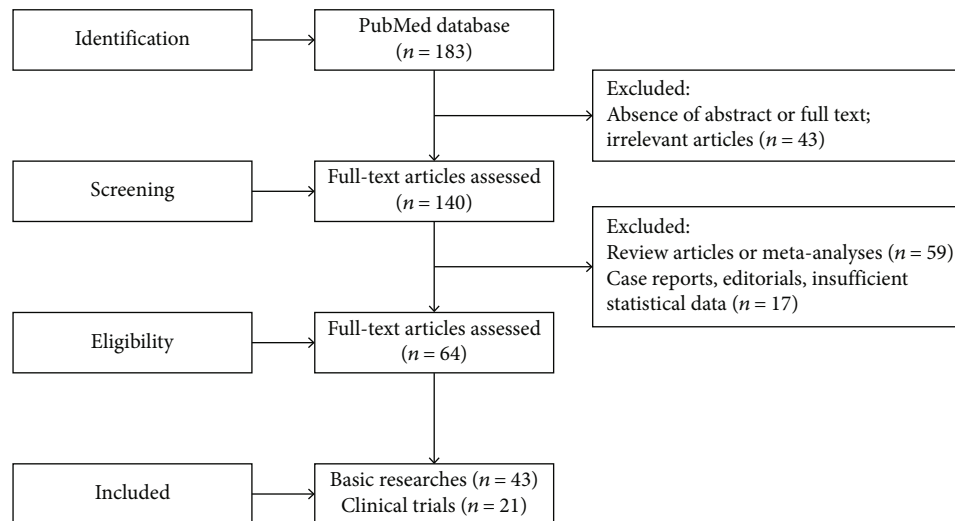 Identification
PubMed database
(n = 183)
Excluded:
Absence of abstract or full text;
irrelevant articles (n = 43)
Screening
Full-text articles assessed
(n = 140)
Excluded:
Review articles or meta-analyses (n = 59)
Case reports, editorials, insufficient
statistical data (n = 17)
Eligibility
Full-text articles assessed
(n = 64)
Included
Basic researches (n = 43)
Clinical trials (n = 21)